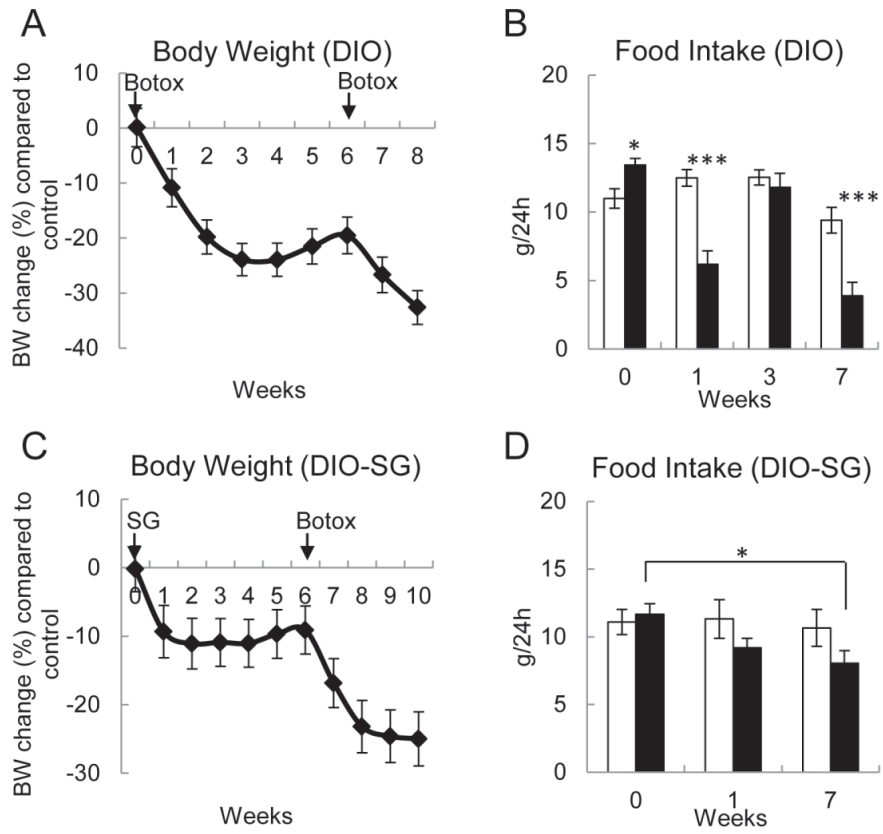 A
Body Weight (DIO)
Botox Botox
10
0
-10
-20
-30
-40
0 1 2 3 4 5 6 7 8
BW change (%) compared to
control
Weeks
B
Food Intake (DIO)
20
15
10
5
0
g/24h
* *** ***
0 1 3 7
Weeks
C
Body Weight (DIO-SG)
SG Botox
10
0
-10
-20
-30
0 1 2 3 4 5 6 7 8 9 10
BW change (%) compared to
control
Weeks
D
Food Intake (DIO-SG)
20
15
10
5
0
g/24h
*
0 1 7
Weeks